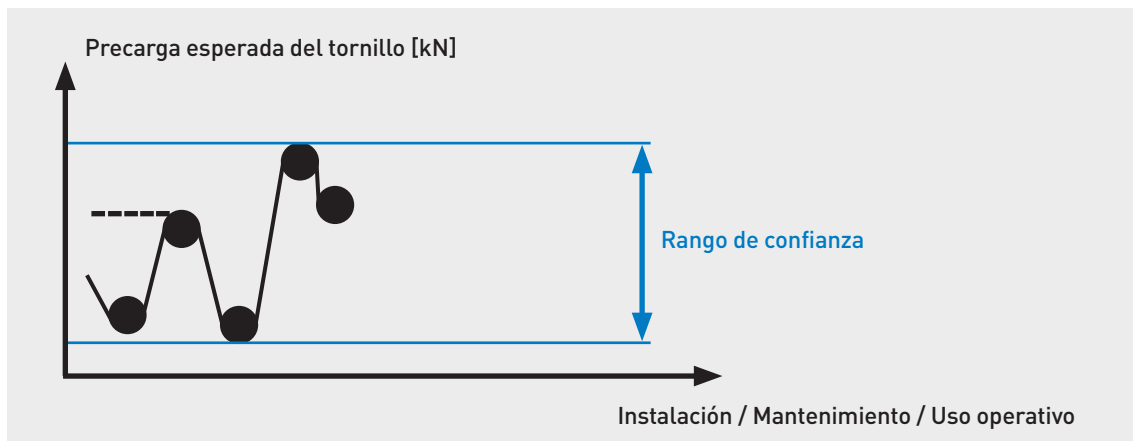 Precarga esperada del tornillo [kN]
Rango de confianza
Instalación / Mantenimiento / Uso operativo